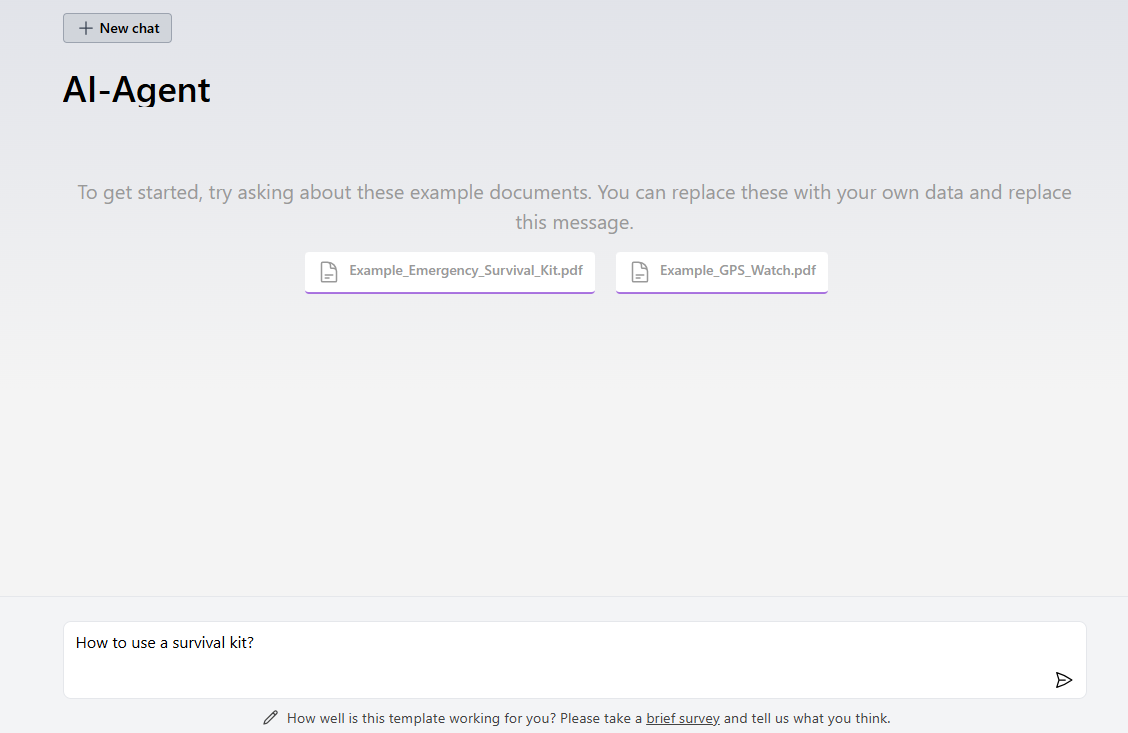 New chat
AI-Agent
To get started, try asking about these example documents. You can replace these with your own data and replace
this message.
Example_Emergency_Survival_Kit.pdf
Example_GPS_Watch.pdf
How to use a survival kit?
How well is this template working for you? Please take a brief survey and tell us what you think.